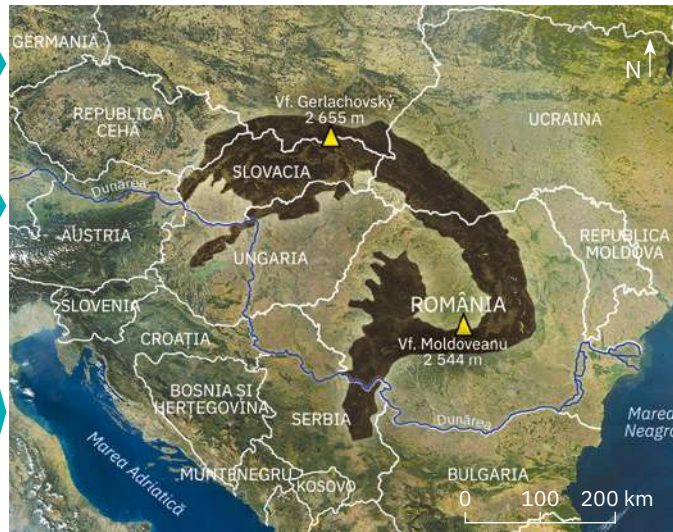 GERMANIA
N
Vf. Gerlachovský
2 655 m
REPUBLICA
CEHĂ
UCRAINA
SLOVACIA
Dunărea
AUSTRIA
UNGARIA
REPUBLICA
MOLDOVA
SLOVENIA
ROMÂNIA
CROAȚIA
Vf. Moldoveanu
2 544 m
BOSNIA ȘI
HERȚEGOVINA
SERBIA
Dunărea
Marea
Neagră
Marea Adriatică
MUNTENEGRU
KOSOVO
BULGARIA
0 100 200 km